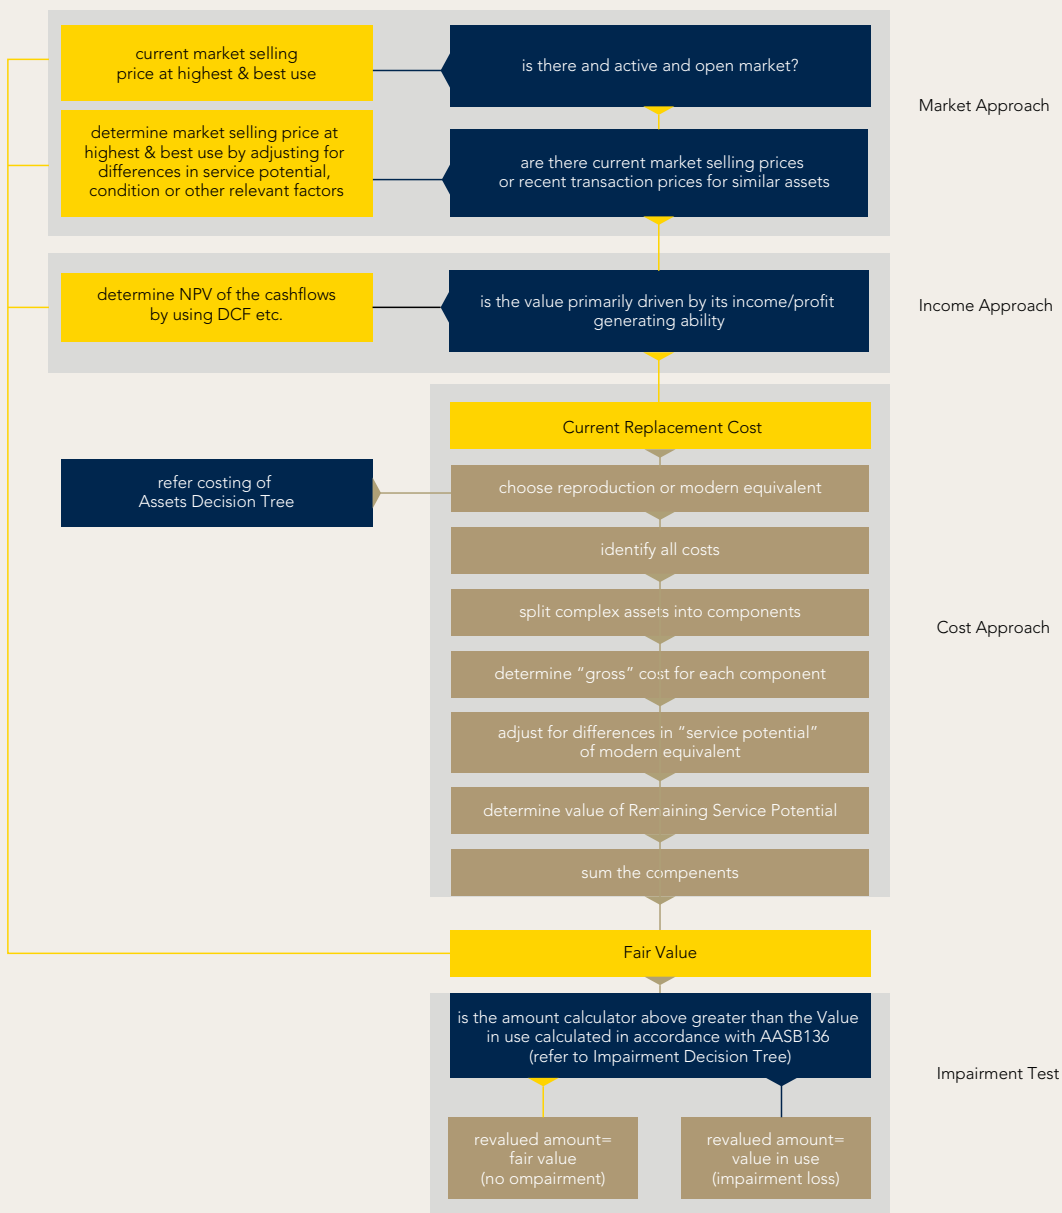 current market selling
price at highest & best use
is there and active and open market?
Market Approach
determine market selling price at
highest & best use by adjusting for
differences in service potential,
condition or other relevant factors
are there current market selling prices
or recent transaction prices for similar assets
determine NPV of the cashflows
by using DCF etc.
is the value primarily driven by its income/profit
generating ability
Income Approach
Current Replacement Cost
refer costing of
Assets Decision Tree
choose reproduction or modern equivalent
identify all costs
split complex assets into components
Cost Approach
determine “gross” cost for each component
adjust for differences in “service potential”
of modern equivalent
determine value of Remaining Service Potential
sum the compenents
Fair Value
is the amount calculator above greater than the Value
in use calculated in accordance with AASB136
(refer to Impairment Decision Tree)
Impairment Test
revalued amount=
fair value
(no ompairment)
revalued amount=
value in use
(impairment loss)